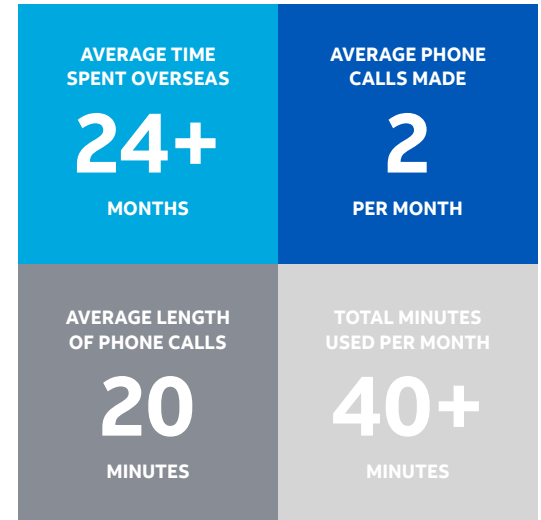 AVERAGE TIME
SPENT OVERSEAS
24+
MONTHS
AVERAGE PHONE
CALLS MADE
2
PER MONTH
AVERAGE LENGTH
OF PHONE CALLS
20
MINUTES
TOTAL MINUTES
USED PER MONTH
40+
MINUTES